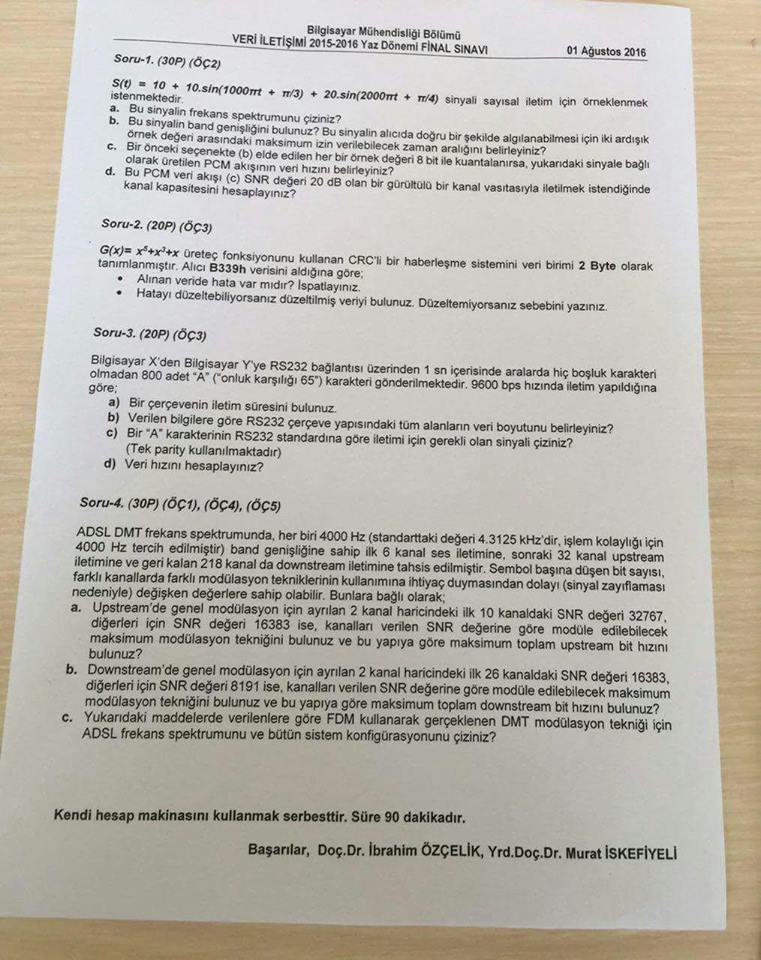 Bilgisayar Mühendisliği Bölümü
VERİ İLETİŞİMİ 2015-2016 Yaz Dönemi FİNAL SINAVI
01 Ağustos 2016
Soru-1. (30P) (ÖÇ2)
S(t) = 10 + 10.sin(1000πt + π/3) + 20.sin(2000πt + π/4) sinyali sayısal iletim için örneklenmek
istenmektedir.
a. Bu sinyalin frekans spektrumunu çiziniz?
b. Bu sinyalin band genişliğini bulunuz? Bu sinyalin alıcıda doğru bir şekilde algılanabilmesi için iki ardışık
örnek değeri arasındaki maksimum izin verilebilecek zaman aralığını belirleyiniz?
c. Bir önceki seçenekte (b) elde edilen her bir örnek değeri 8 bit ile kuantalanırsa, yukarıdaki sinyale bağlı
olarak üretilen PCM akışının veri hızını belirleyiniz?
d. Bu PCM veri akışı (c) SNR değeri 20 dB olan bir gürültülü bir kanal vasıtasıyla iletilmek istendiğinde
kanal kapasitesini hesaplayınız?
Soru-2. (20P) (ÖÇ3)
G(x)= x⁵+x³+x üreteç fonksiyonunu kullanan CRC'li bir haberleşme sistemini veri birimi 2 Byte olarak
tanımlanmıştır. Alıcı B339h verisini aldığına göre;
• Alınan veride hata var mıdır? İspatlayınız.
• Hatayı düzeltebiliyorsanız düzeltilmiş veriyi bulunuz. Düzeltemiyorsanız sebebini yazınız.
Soru-3. (20P) (ÖÇ3)
Bilgisayar X'den Bilgisayar Y'ye RS232 bağlantısı üzerinden 1 sn içerisinde aralarda hiç boşluk karakteri
olmadan 800 adet "A" ("onluk karşılığı 65") karakteri gönderilmektedir. 9600 bps hızında iletim yapıldığına
göre;
a) Bir çerçevenin iletim süresini bulunuz.
b) Verilen bilgilere göre RS232 çerçeve yapısındaki tüm alanların veri boyutunu belirleyiniz?
c) Bir "A" karakterinin RS232 standardına göre iletimi için gerekli olan sinyali çiziniz?
(Tek parity kullanılmaktadır)
d) Veri hızını hesaplayınız?
Soru-4. (30P) (ÖÇ1), (ÖÇ4), (ÖÇ5)
ADSL DMT frekans spektrumunda, her biri 4000 Hz (standarttaki değeri 4.3125 kHz'dir, işlem kolaylığı için
4000 Hz tercih edilmiştir) band genişliğine sahip ilk 6 kanal ses iletimine, sonraki 32 kanal upstream
iletimine ve geri kalan 218 kanal da downstream iletimine tahsis edilmiştir. Sembol başına düşen bit sayısı,
farklı kanallarda farklı modülasyon tekniklerinin kullanımına ihtiyaç duymasından dolayı (sinyal zayıflaması
nedeniyle) değişken değerlere sahip olabilir. Bunlara bağlı olarak;
a. Upstream'de genel modülasyon için ayrılan 2 kanal haricindeki ilk 10 kanaldaki SNR değeri 32767,
diğerleri için SNR değeri 16383 ise, kanalları verilen SNR değerine göre modüle edilebilecek
maksimum modülasyon tekniğini bulunuz ve bu yapıya göre maksimum toplam upstream bit hızını
bulunuz?
b. Downstream'de genel modülasyon için ayrılan 2 kanal haricindeki ilk 26 kanaldaki SNR değeri 16383,
diğerleri için SNR değeri 8191 ise, kanalları verilen SNR değerine göre modüle edilebilecek maksimum
modülasyon tekniğini bulunuz ve bu yapıya göre maksimum toplam downstream bit hızını bulunuz?
c. Yukarıdaki maddelerde verilenlere göre FDM kullanarak gerçeklenen DMT modülasyon tekniği için
ADSL frekans spektrumunu ve bütün sistem konfigürasyonunu çiziniz?
Kendi hesap makinasını kullanmak serbesttir. Süre 90 dakikadır.
Başarılar, Doç.Dr. İbrahim ÖZÇELİK, Yrd.Doç.Dr. Murat İSKEFİYELİ